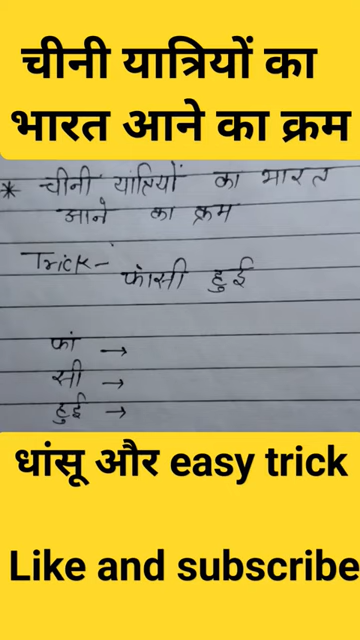 चीनी यात्रियों का
भारत आने का क्रम
* चीनी यात्रियों का भारत
आने का क्रम
Trick-
फांसी हुई
फां →
सी →
हुई →
धांसू और easy trick
Like and subscribe